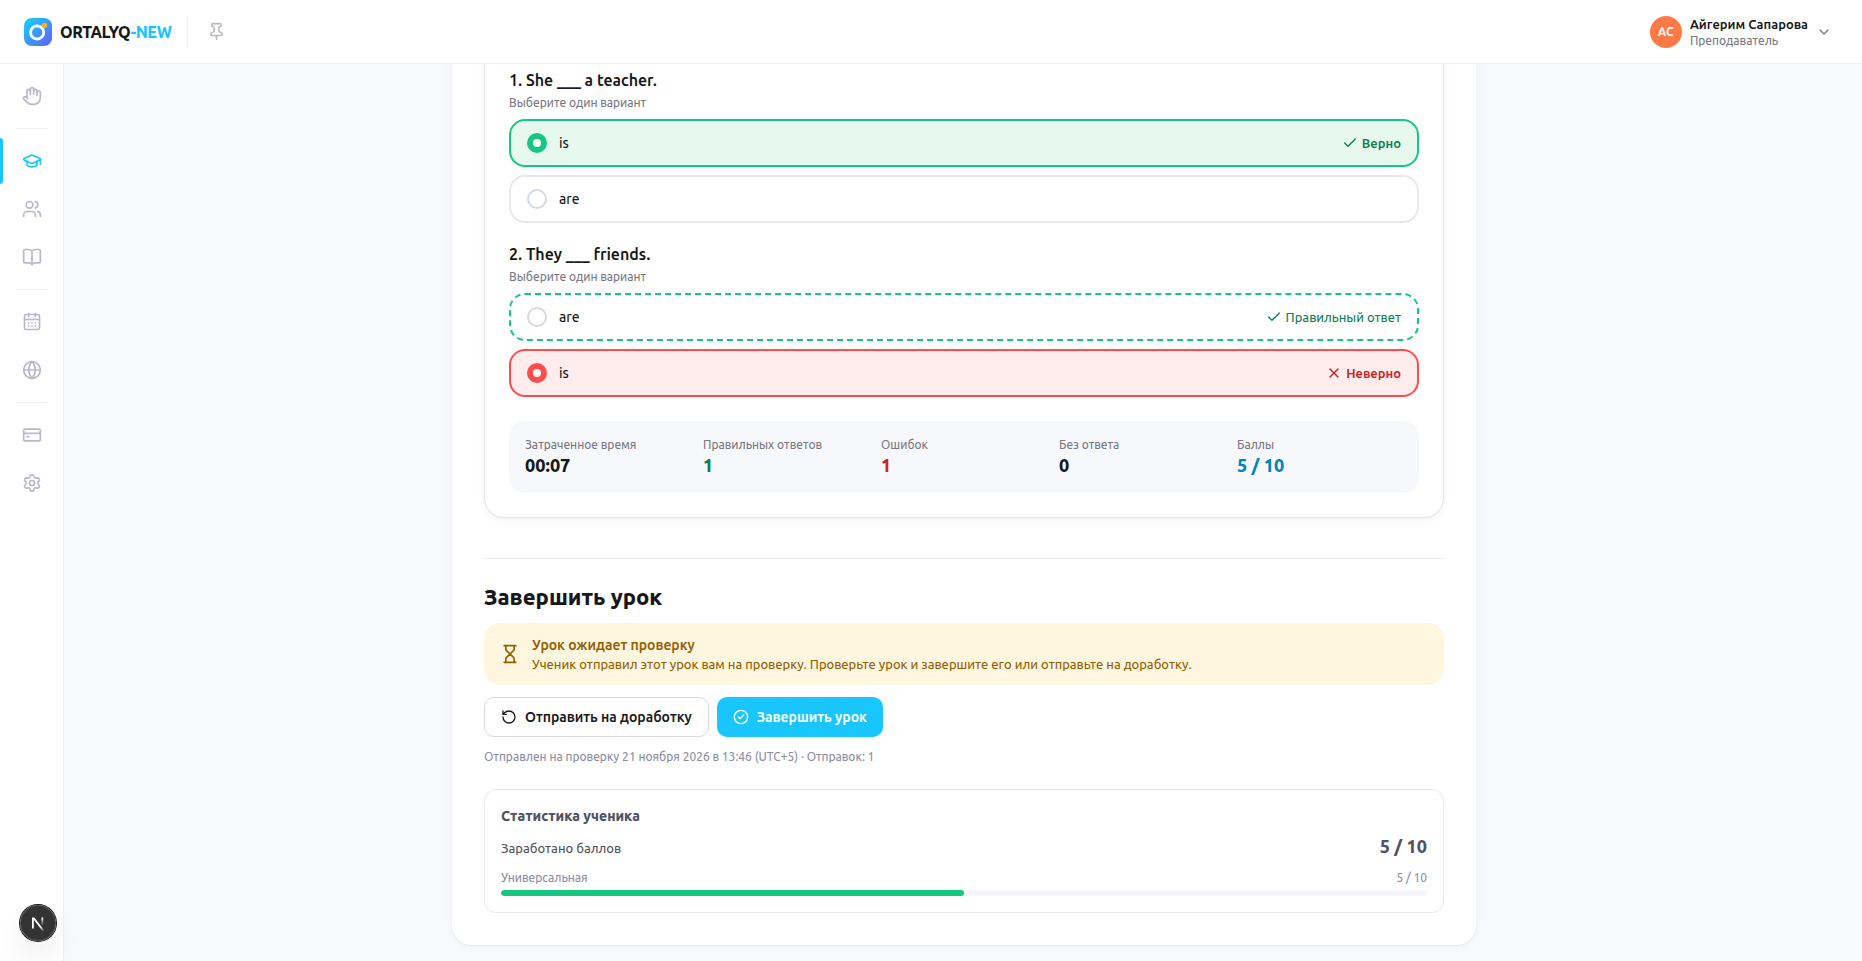 ORTALYQ-NEW
АС
Айгерим Сапарова
Преподаватель
1. She ___ a teacher.
Выберите один вариант
is
Верно
are
2. They ___ friends.
Выберите один вариант
are
Правильный ответ
is
Неверно
Затраченное время
00:07
Правильных ответов
1
Ошибок
1
Без ответа
0
Баллы
5 / 10
Завершить урок
Урок ожидает проверку
Ученик отправил этот урок вам на проверку. Проверьте урок и завершите его или отправьте на доработку.
Отправить на доработку
Завершить урок
Отправлен на проверку 21 ноября 2026 в 13:46 (UTC+5) · Отправок: 1
Статистика ученика
Заработано баллов
5 / 10
Универсальная
5 / 10
N